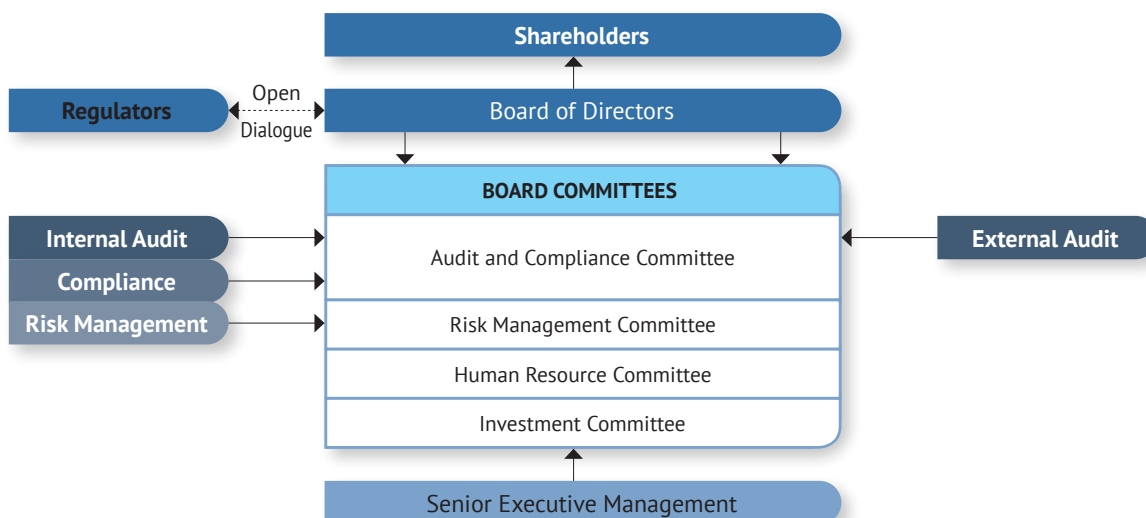 Shareholders
Regulators
Open
Dialogue
Board of Directors
BOARD COMMITTEES
Internal Audit
Compliance
Risk Management
Audit and Compliance Committee
External Audit
Risk Management Committee
Human Resource Committee
Investment Committee
Senior Executive Management